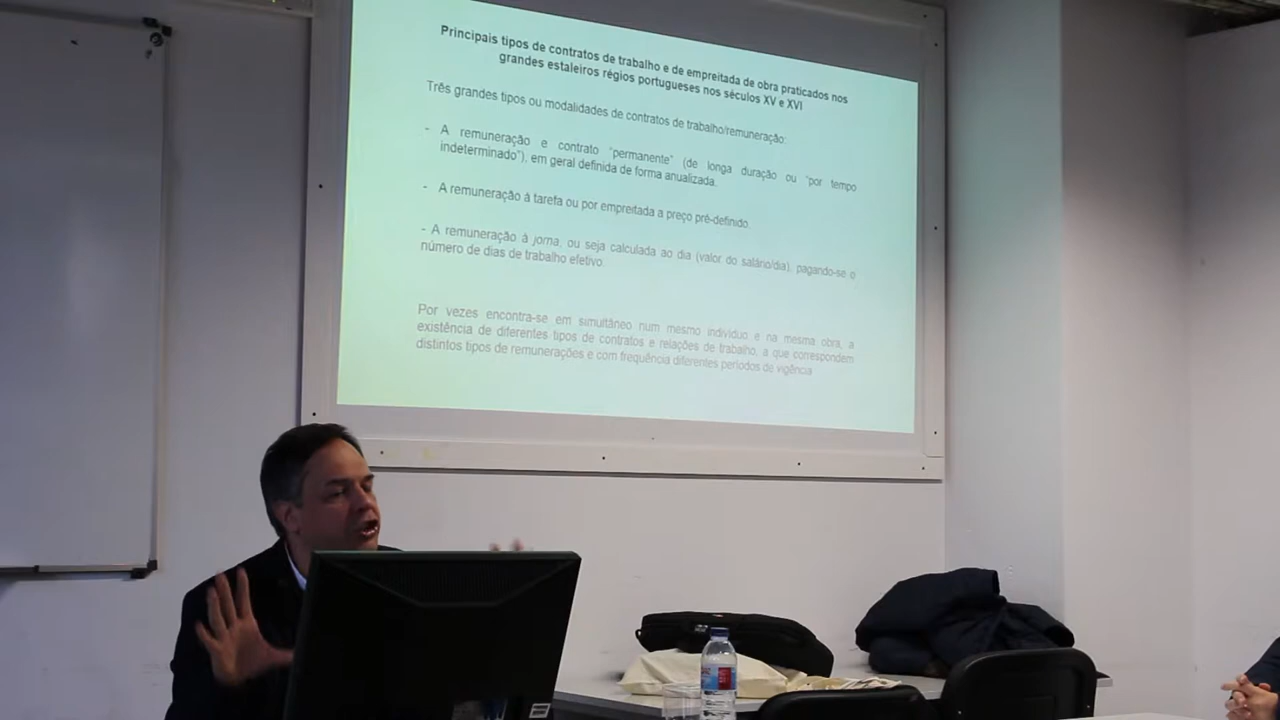 Principais tipos de contratos de trabalho e de empreitada de obra praticados nos
grandes estaleiros régios portugueses nos séculos XV e XVI
Três grandes tipos ou modalidades de contratos de trabalho/remuneração:
- A remuneração e contrato "permanente" (de longa duração ou "por tempo
indeterminado"), em geral definida de forma anualizada.
- A remuneração à tarefa ou por empreitada a preço pré-definido.
- A remuneração à jorna, ou seja calculada ao dia (valor do salário/dia), pagando-se o
número de dias de trabalho efetivo.
Por vezes encontra-se em simultâneo num mesmo indivíduo e na mesma obra, a
existência de diferentes tipos de contratos e relações de trabalho, a que correspondem
distintos tipos de remunerações e com frequência diferentes períodos de vigência